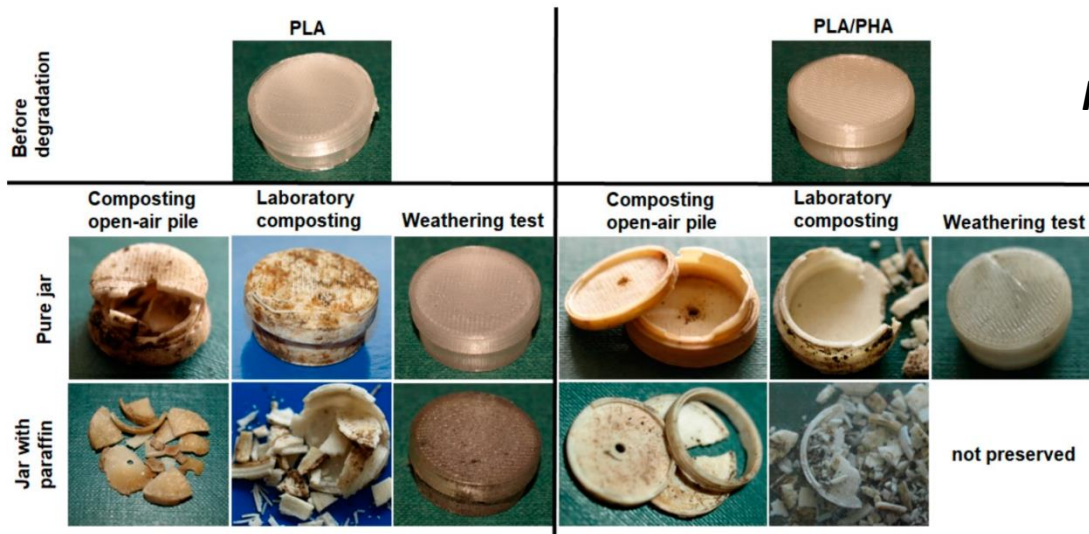 PLA
PLA/PHA
Before
degradation
Composting
open-air pile
Laboratory
composting
Weathering test
Composting
open-air pile
Laboratory
composting
Weathering test
Pure jar
Jar with
paraffin
not preserved